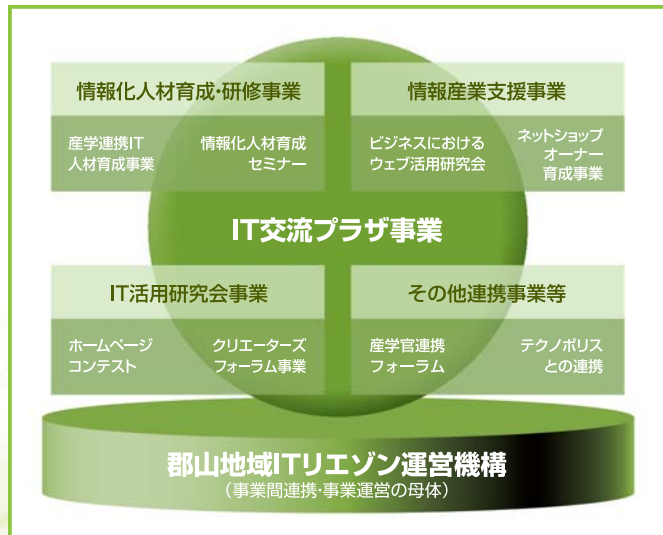 情報化人材育成・研修事業
産学連携IT
人材育成事業
情報化人材育成
セミナー
情報産業支援事業
ビジネスにおける
ウェブ活用研究会
ネットショップ
オーナー
育成事業
IT交流プラザ事業
IT活用研究会事業
ホームページ
コンテスト
クリエーターズ
フォーラム事業
その他連携事業等
産学官連携
フォーラム
テクノポリス
との連携
郡山地域ITリエゾン運営機構
(事業間連携・事業運営の母体)